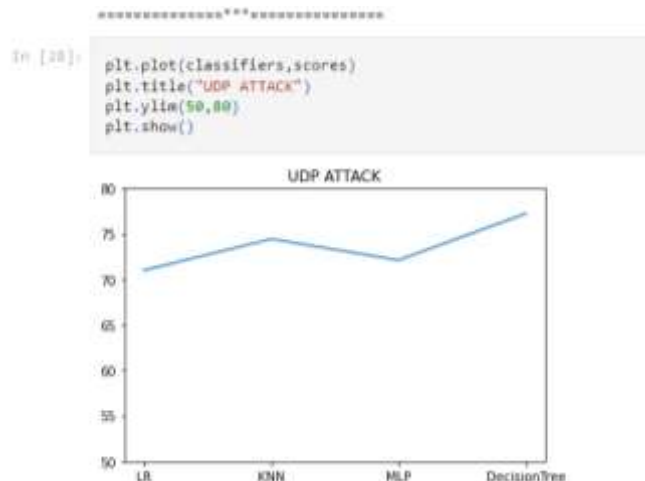 ==============***===============
In [28]:
plt.plot(classifiers,scores)
plt.title("UDP ATTACK")
plt.ylim(50,80)
plt.show()
UDP ATTACK
80
75
70
65
60
55
50
LR KNN MLP DecisionTree